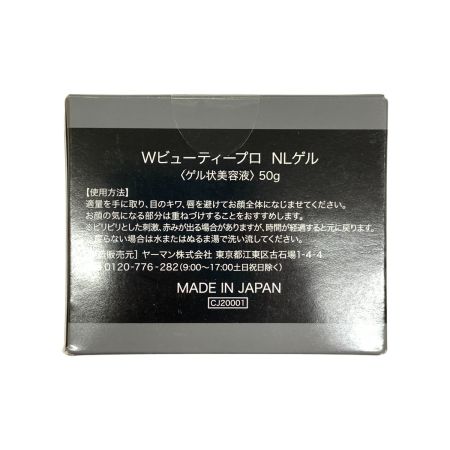 Wビューティープロ NLゲル
〈ゲル状美容液〉50g
【使用方法】
適量を手に取り、目のキワ、唇を避けてお顔全体になじませてください。
お顔の気になる部分は重ねづけすることをおすすめします。
※ピリピリとした刺激、赤みが出る場合がありますが、時間が経過すると元に戻ります。
らない場合は水またはぬるま湯で洗い流してください。
販売元］ヤーマン株式会社 東京都江東区古石場1-4-4
0120-776-282(9:00〜17:00土日祝日除く)
MADE IN JAPAN
CJ20001